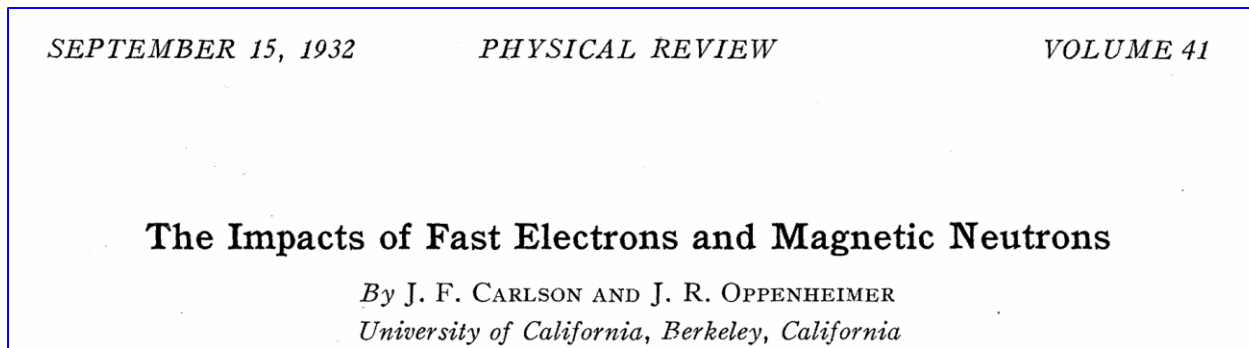 SEPTEMBER 15, 1932 PHYSICAL REVIEW VOLUME 41
The Impacts of Fast Electrons and Magnetic Neutrons
By J. F. CARLSON AND J. R. OPPENHEIMER
University of California, Berkeley, California